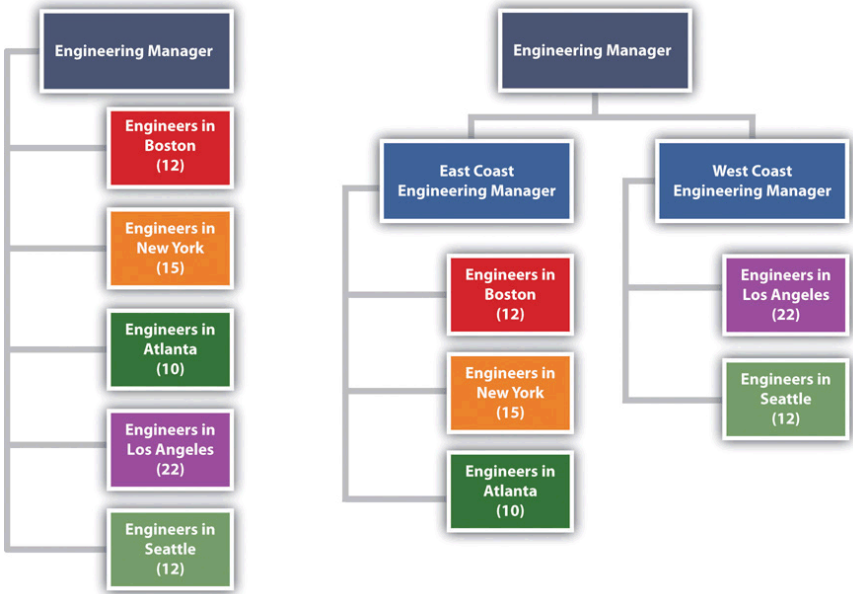 Engineering Manager
Engineers in
Boston
(12)
Engineers in
New York
(15)
Engineers in
Atlanta
(10)
Engineers in
Los Angeles
(22)
Engineers in
Seattle
(12)
Engineering Manager
East Coast
Engineering Manager
Engineers in
Boston
(12)
Engineers in
New York
(15)
Engineers in
Atlanta
(10)
West Coast
Engineering Manager
Engineers in
Los Angeles
(22)
Engineers in
Seattle
(12)